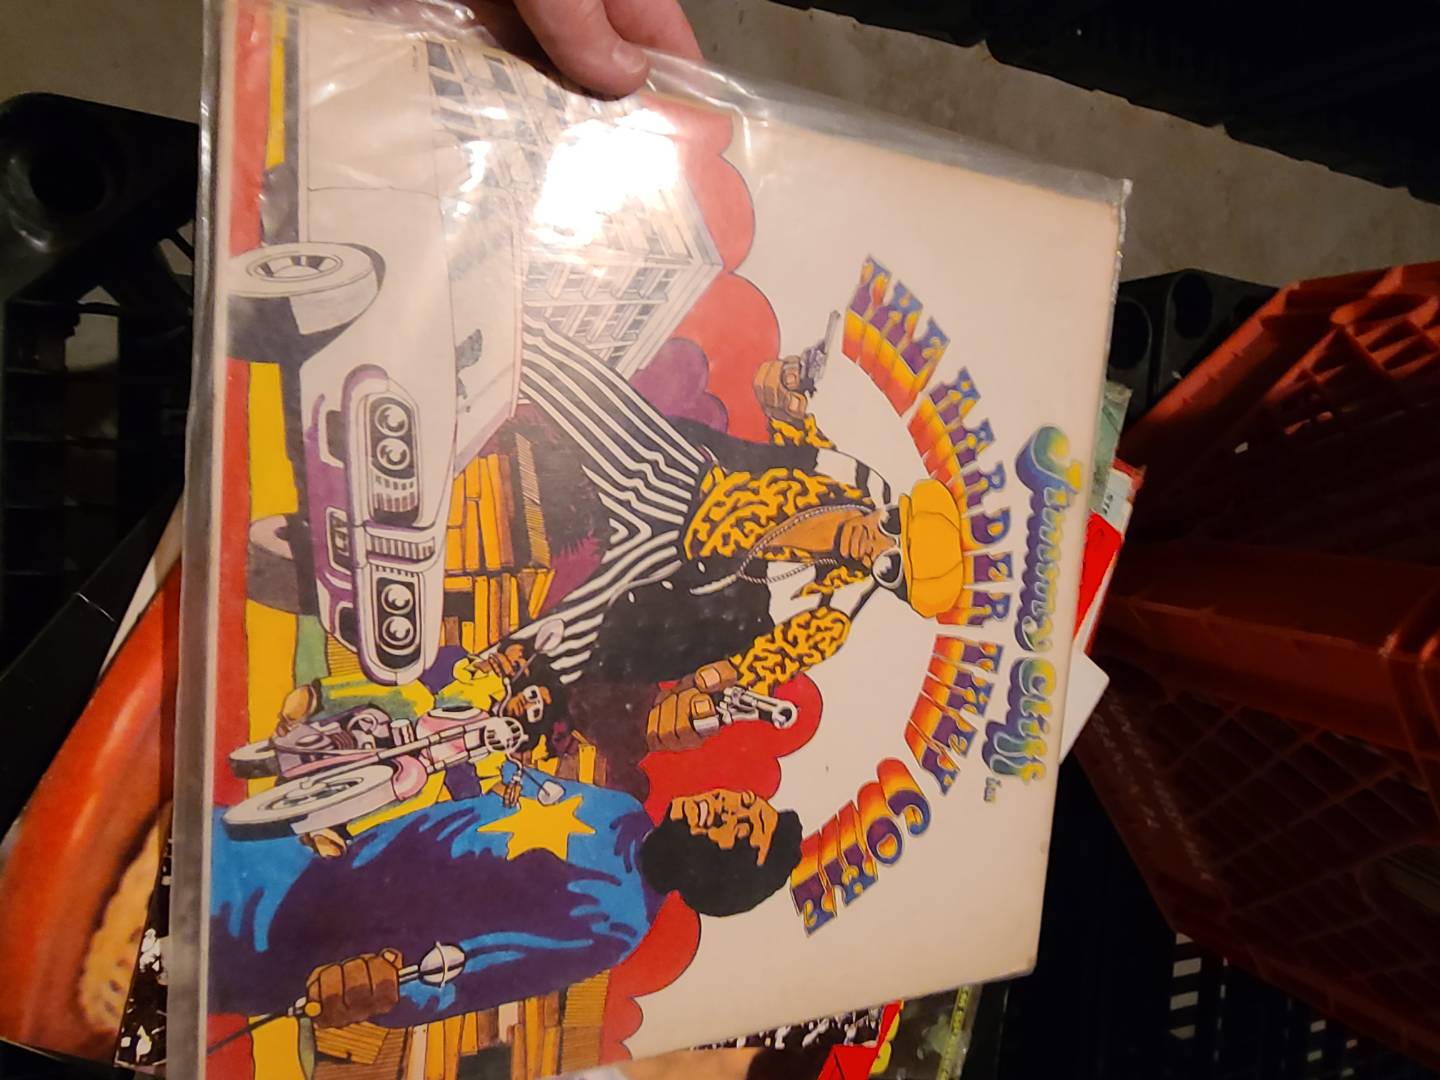 Jimmy Cliff in
THE HARDER THEY COME